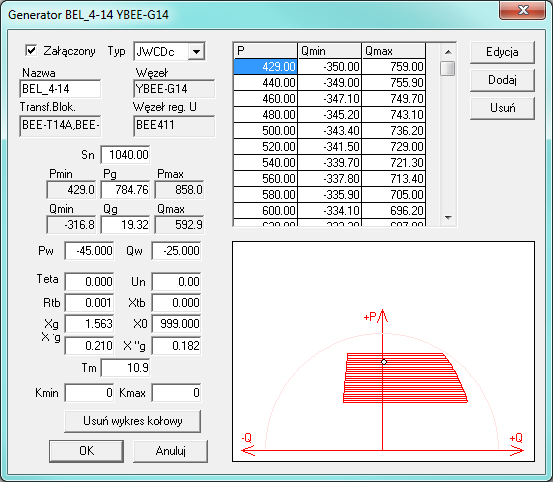 Generator BEL_4-14 YBEE-G14
Załączony Typ JWCDc
Nazwa Węzeł
BEL_4-14 YBEE-G14
Transf.Blok. Węzeł reg. U
BEE-T14A,BEE- BEE411
Sn 1040.00
Pmin Pg Pmax
429.0 784.76 858.0
Qmin Qg Qmax
-316.8 19.32 592.9
Pw -45.000 Qw -25.000
Teta 0.000 Un 0.00
Rtb 0.001 Xtb 0.000
Xg 1.563 X0 999.000
X 'g 0.210 X ''g 0.182
Tm 10.9
Kmin 0 Kmax 0
Usuń wykres kołowy
OK Anuluj
P Qmin Qmax
429.00 -350.00 759.00
440.00 -349.00 755.90
460.00 -347.10 749.70
480.00 -345.20 743.10
500.00 -343.40 736.20
520.00 -341.50 729.00
540.00 -339.70 721.30
560.00 -337.80 713.40
580.00 -335.90 705.00
600.00 -334.10 696.20
Edycja
Dodaj
Usuń
+P
-Q +Q